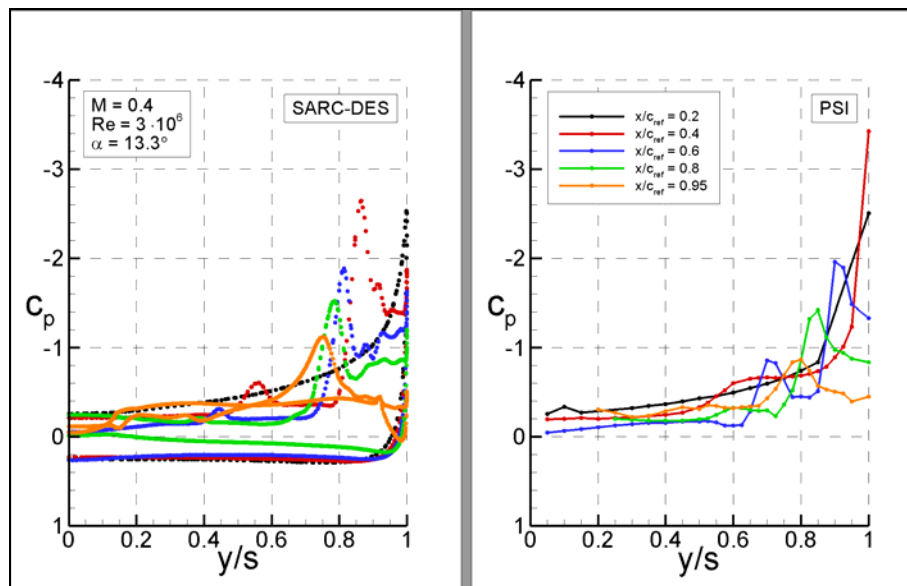 -4
-3
-2
-1
0
1
c_p
M = 0.4
Re = 3 ·10⁶
α = 13.3°
SARC-DES
0 0.2 0.4 0.6 0.8 1
y/s
-4
-3
-2
-1
0
1
c_p
x/c_ref = 0.2
x/c_ref = 0.4
x/c_ref = 0.6
x/c_ref = 0.8
x/c_ref = 0.95
PSI
0 0.2 0.4 0.6 0.8 1
y/s